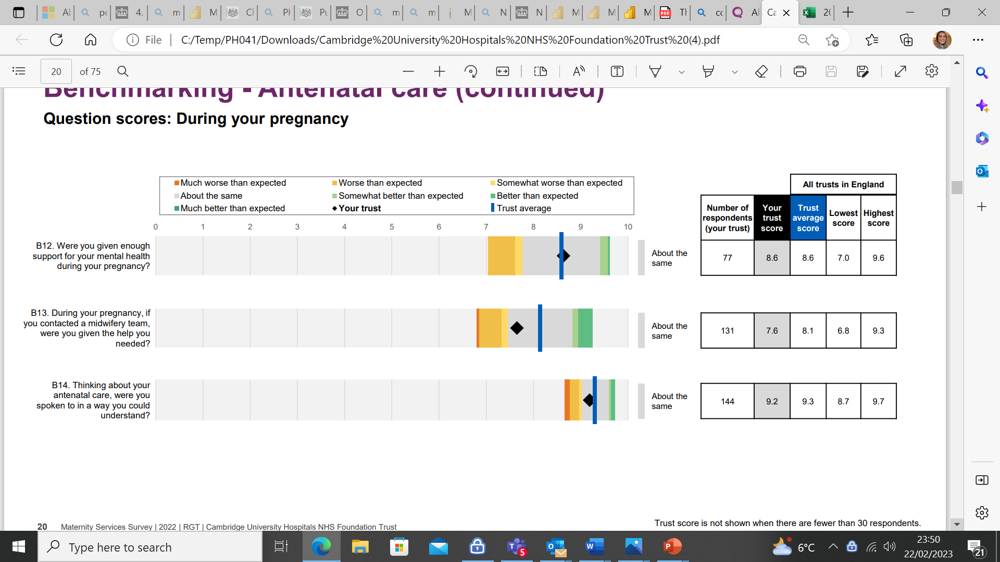 Al
pe
4.
m
M
Cl
Pl
Pu
O
m
m
M
N
N
M
M
M
Tl
cc
Al
Ca
20
File
C:/Temp/PH041/Downloads/Cambridge%20University%20Hospitals%20NHS%20Foundation%20Trust%20(4).pdf
20 of 75
Benchmarking - Antenatal care (continued)
Question scores: During your pregnancy
Much worse than expected
Worse than expected
Somewhat worse than expected
About the same
Somewhat better than expected
Better than expected
Much better than expected
Your trust
Trust average
All trusts in England
Number of respondents (your trust)
Your trust score
Trust average score
Lowest score
Highest score
0 1 2 3 4 5 6 7 8 9 10
B12. Were you given enough
support for your mental health
during your pregnancy?
About the
same
77 8.6 8.6 7.0 9.6
B13. During your pregnancy, if
you contacted a midwifery team,
were you given the help you
needed?
About the
same
131 7.6 8.1 6.8 9.3
B14. Thinking about your
antenatal care, were you
spoken to in a way you could
understand?
About the
same
144 9.2 9.3 8.7 9.7
20 Maternity Services Survey | 2022 | RGT | Cambridge University Hospitals NHS Foundation Trust
Trust score is not shown when there are fewer than 30 respondents.
Type here to search
5
6°C
23:50
22/02/2023
21